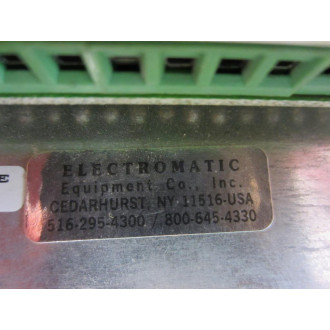 ELECTROMATIC
Equipment Co., Inc.
CEDARHURST, NY 11516-USA
516-295-4300 / 800-645-4330
E